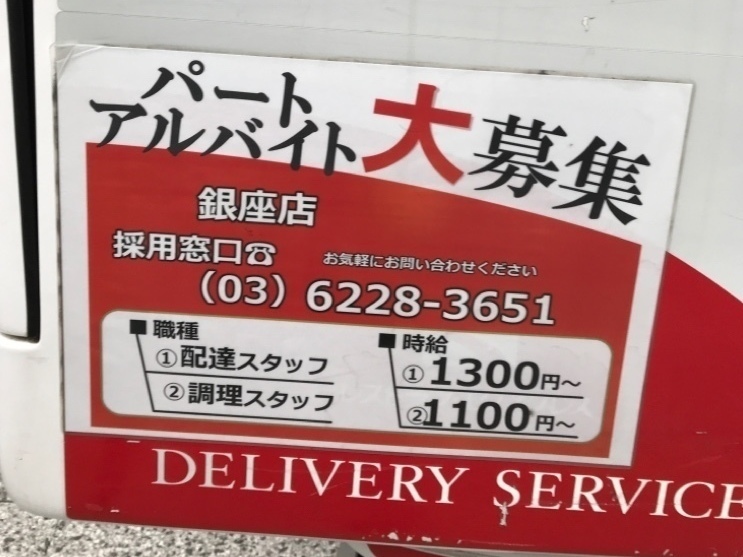 パート
アルバイト大募集
銀座店
採用窓口☎ お気軽にお問い合わせください
（03）6228-3651
■職種
①配達スタッフ
②調理スタッフ
■時給
①1300円～
②1100円～
DELIVERY SERVICE